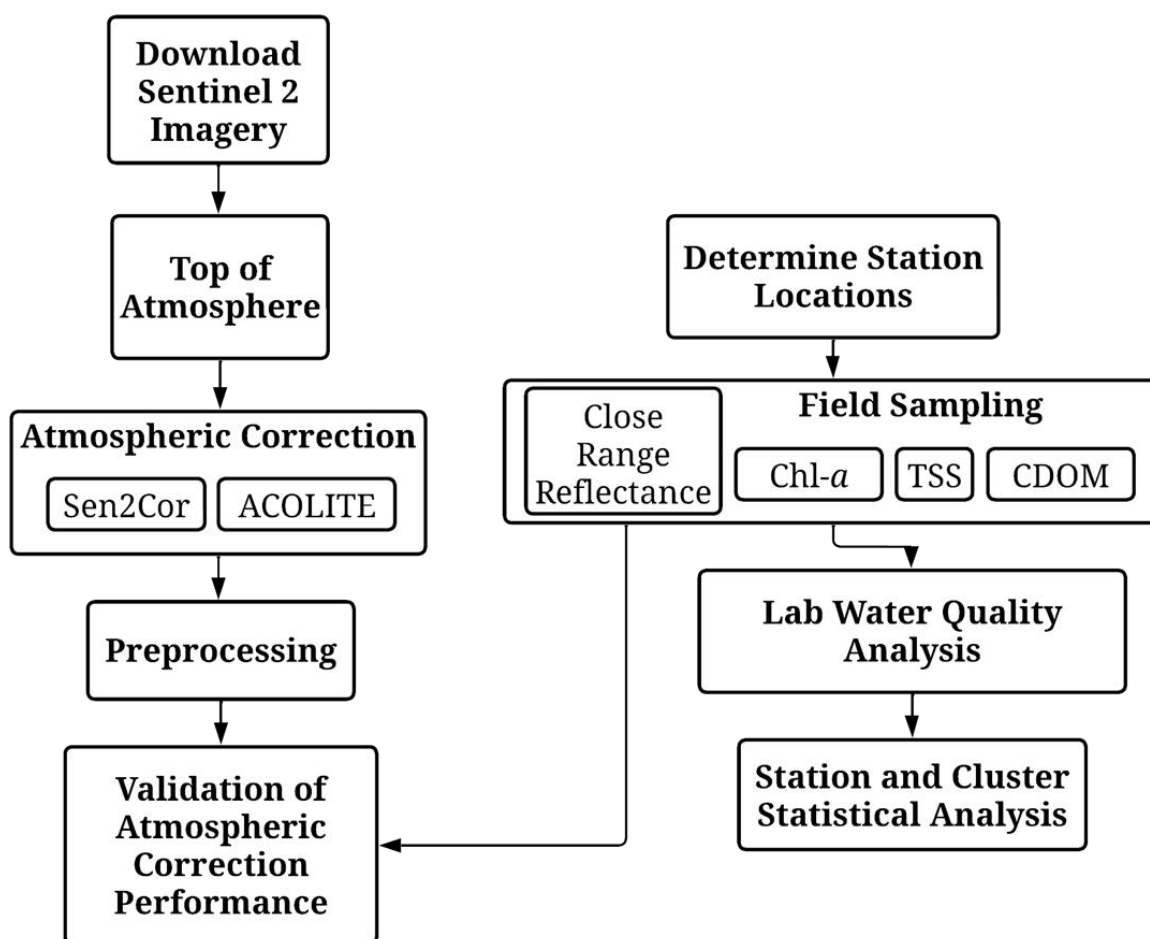 Download
Sentinel 2
Imagery
Top of
Atmosphere
Atmospheric Correction
Sen2Cor
ACOLITE
Preprocessing
Validation of
Atmospheric
Correction
Performance
Determine Station
Locations
Field Sampling
Close
Range
Reflectance
Chl-a
TSS
CDOM
Lab Water Quality
Analysis
Station and Cluster
Statistical Analysis